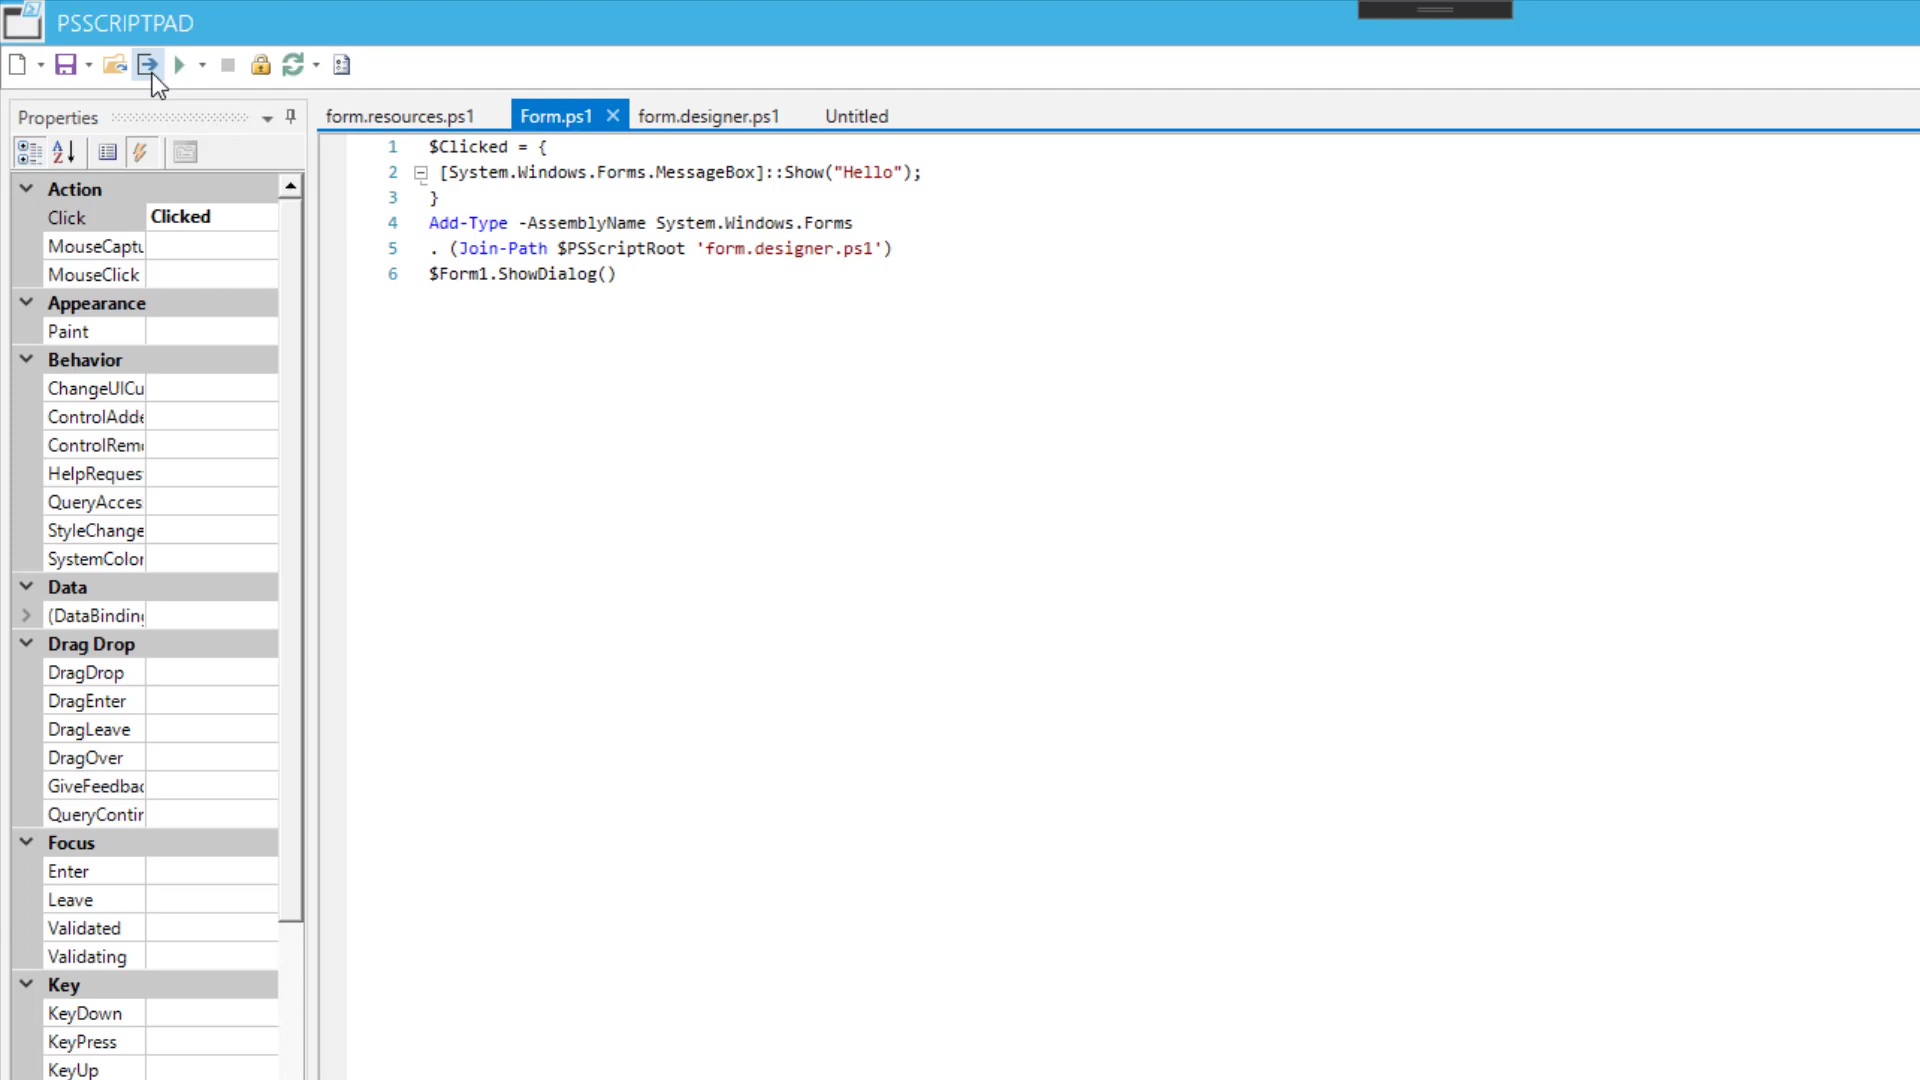 PSSCRIPTPAD
Properties
form.resources.ps1
Form.ps1
form.designer.ps1
Untitled
Action
Click Clicked
MouseCaptu
MouseClick
Appearance
Paint
Behavior
ChangeUICu
ControlAdde
ControlRem
HelpReques
QueryAcces
StyleChange
SystemColor
Data
(DataBinding
Drag Drop
DragDrop
DragEnter
DragLeave
DragOver
GiveFeedbac
QueryContin
Focus
Enter
Leave
Validated
Validating
Key
KeyDown
KeyPress
KeyUp
1 $Clicked = {
2 [System.Windows.Forms.MessageBox]::Show("Hello");
3 }
4 Add-Type -AssemblyName System.Windows.Forms
5 . (Join-Path $PSScriptRoot 'form.designer.ps1')
6 $Form1.ShowDialog()